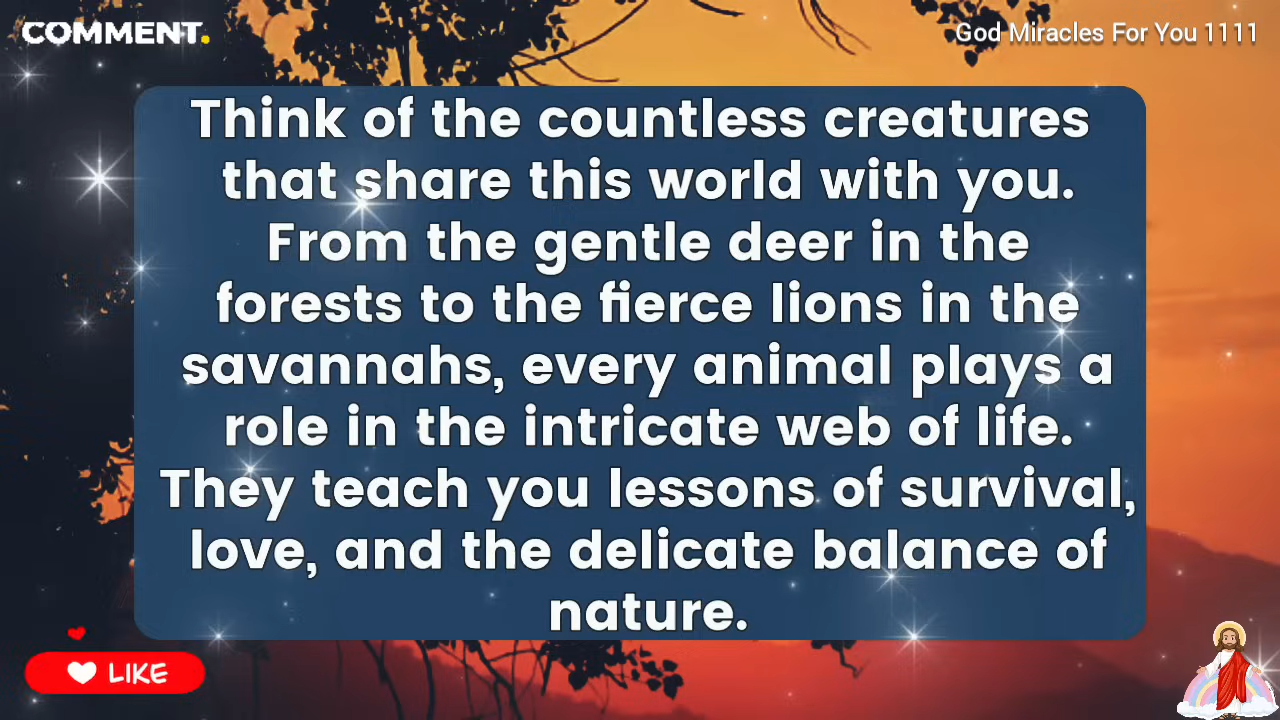 COMMENT.
God Miracles For You 1111
Think of the countless creatures
that share this world with you.
From the gentle deer in the
forests to the fierce lions in the
savannahs, every animal plays a
role in the intricate web of life.
They teach you lessons of survival,
love, and the delicate balance of
nature.
LIKE